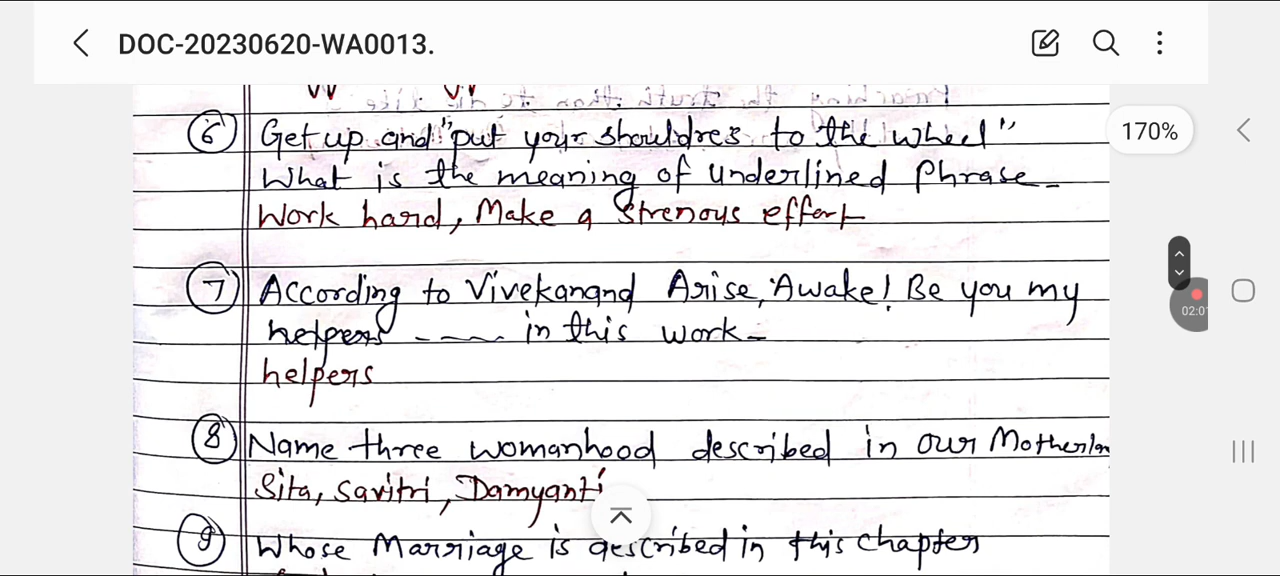 DOC-20230620-WA0013.
170%
6 Get up and "put your shouldres to the wheel"
What is the meaning of underlined Phrase-
Work hard, Make a Strenous effort
02:0
7 According to Vivekanand Arise, Awake! Be you my
helpers ---- in this work-
helpers
8 Name three womanhood described in our Motherlan
Sita, Savitri, Damyanti
9 Whose Marriage is described in this chapter